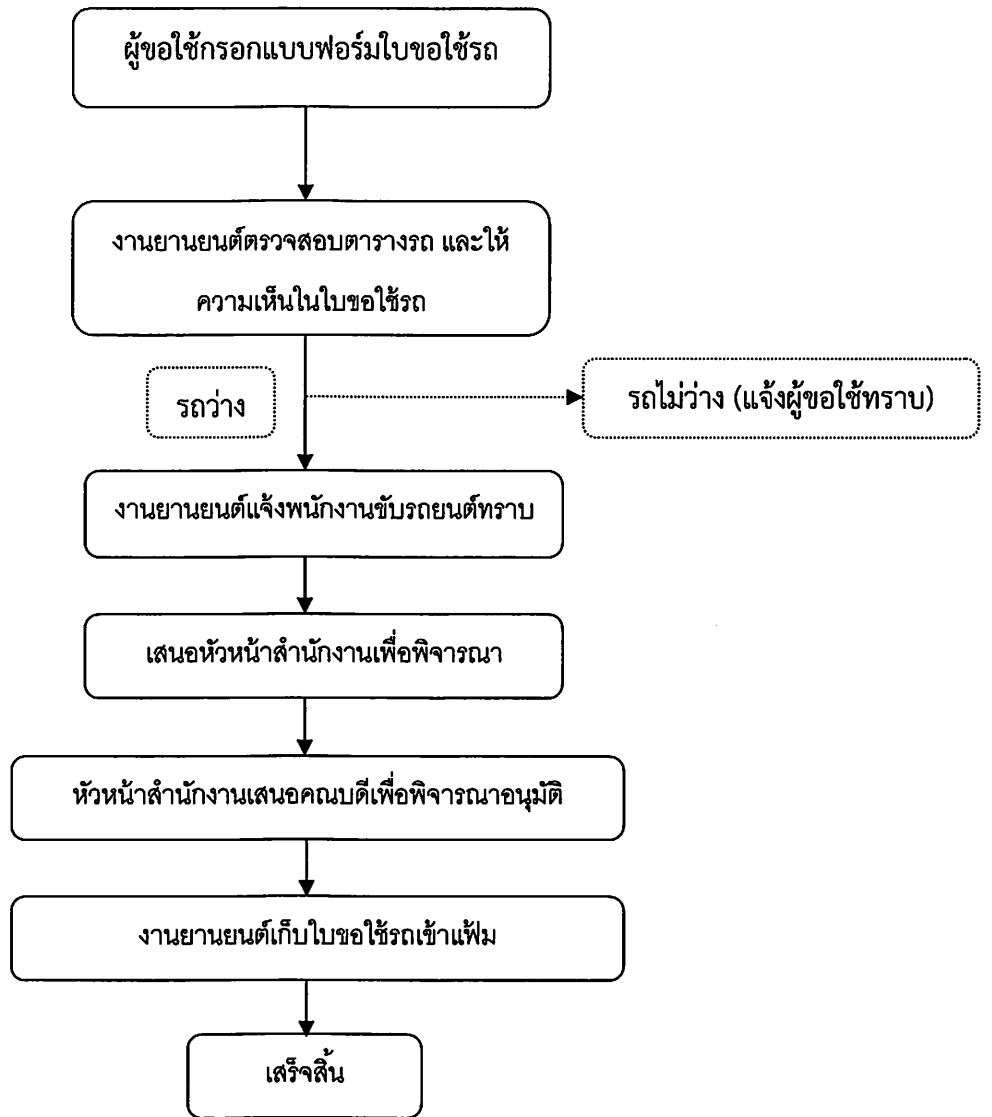 ผู้ขอใช้กรอกแบบฟอร์มใบขอใช้รถ
งานยานยนต์ตรวจสอบตารางรถ และให้
ความเห็นในใบขอใช้รถ
รถว่าง
รถไม่ว่าง (แจ้งผู้ขอใช้ทราบ)
งานยานยนต์แจ้งพนักงานขับรถยนต์ทราบ
เสนอหัวหน้าสำนักงานเพื่อพิจารณา
หัวหน้าสำนักงานเสนอคณบดีเพื่อพิจารณาอนุมัติ
งานยานยนต์เก็บใบขอใช้รถเข้าแฟ้ม
เสร็จสิ้น